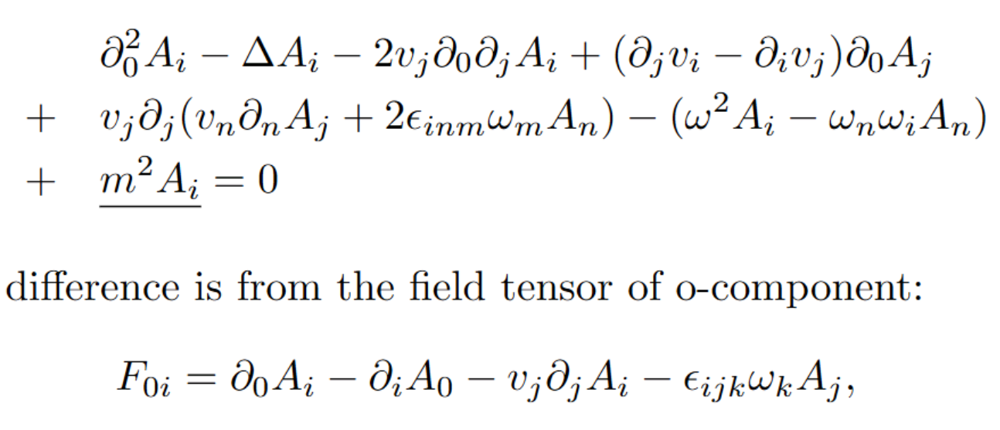 ∂₀²Aᵢ − ΔAᵢ − 2vⱼ∂₀∂ⱼAᵢ + (∂ⱼvᵢ − ∂ᵢvⱼ)∂₀Aⱼ
+ vⱼ∂ⱼ(vₙ∂ₙAⱼ + 2ϵᵢₙₘωₘAₙ) − (ω²Aᵢ − ωₙωᵢAₙ)
+ m²Aᵢ = 0
difference is from the field tensor of o-component:
F₀ᵢ = ∂₀Aᵢ − ∂ᵢA₀ − vⱼ∂ⱼAᵢ − ϵᵢⱼₖωₖAⱼ,